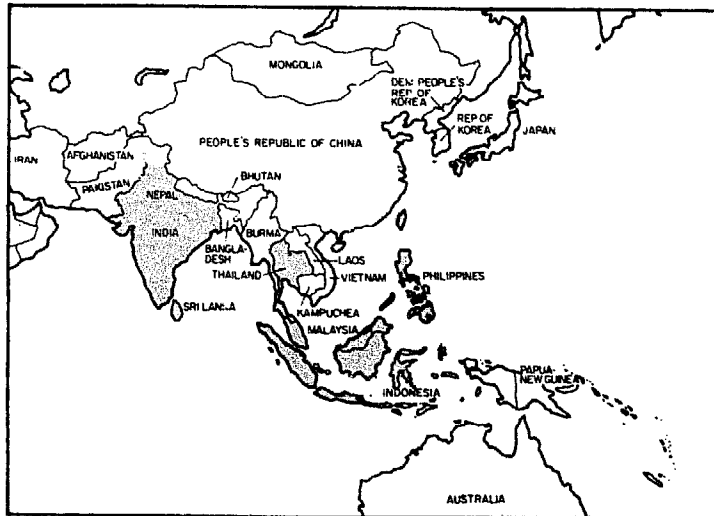 MONGOLIA
DEM. PEOPLE'S
REP OF
KOREA
REP OF
KOREA
JAPAN
PEOPLE'S REPUBLIC OF CHINA
IRAN
AFGHANISTAN
PAKISTAN
NEPAL
BHUTAN
INDIA
BANGLA-
DESH
BURMA
THAILAND
LAOS
VIETNAM
PHILIPPINES
SRI LANLA
KAMPUCHEA
MALAYSIA
INDONESIA
PAPUA-
NEW GUINEA
AUSTRALIA